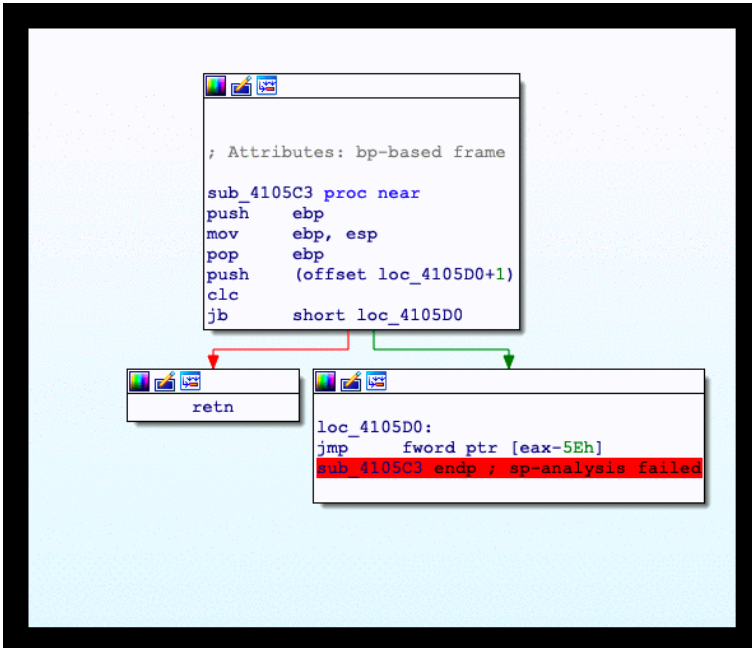 ; Attributes: bp-based frame
sub_4105C3 proc near
push    ebp
mov     ebp, esp
pop     ebp
push    (offset loc_4105D0+1)
clc
jb      short loc_4105D0
retn
loc_4105D0:
jmp     fword ptr [eax-5Eh]
sub_4105C3 endp ; sp-analysis failed